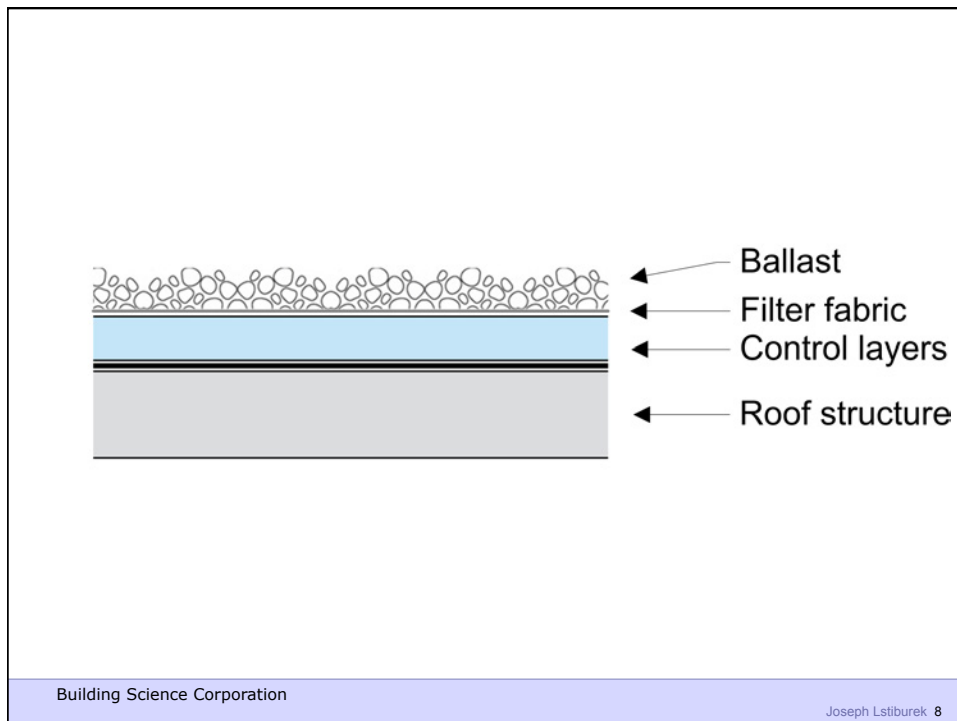 Ballast
Filter fabric
Control layers
Roof structure
Building Science Corporation
Joseph Lstiburek 8